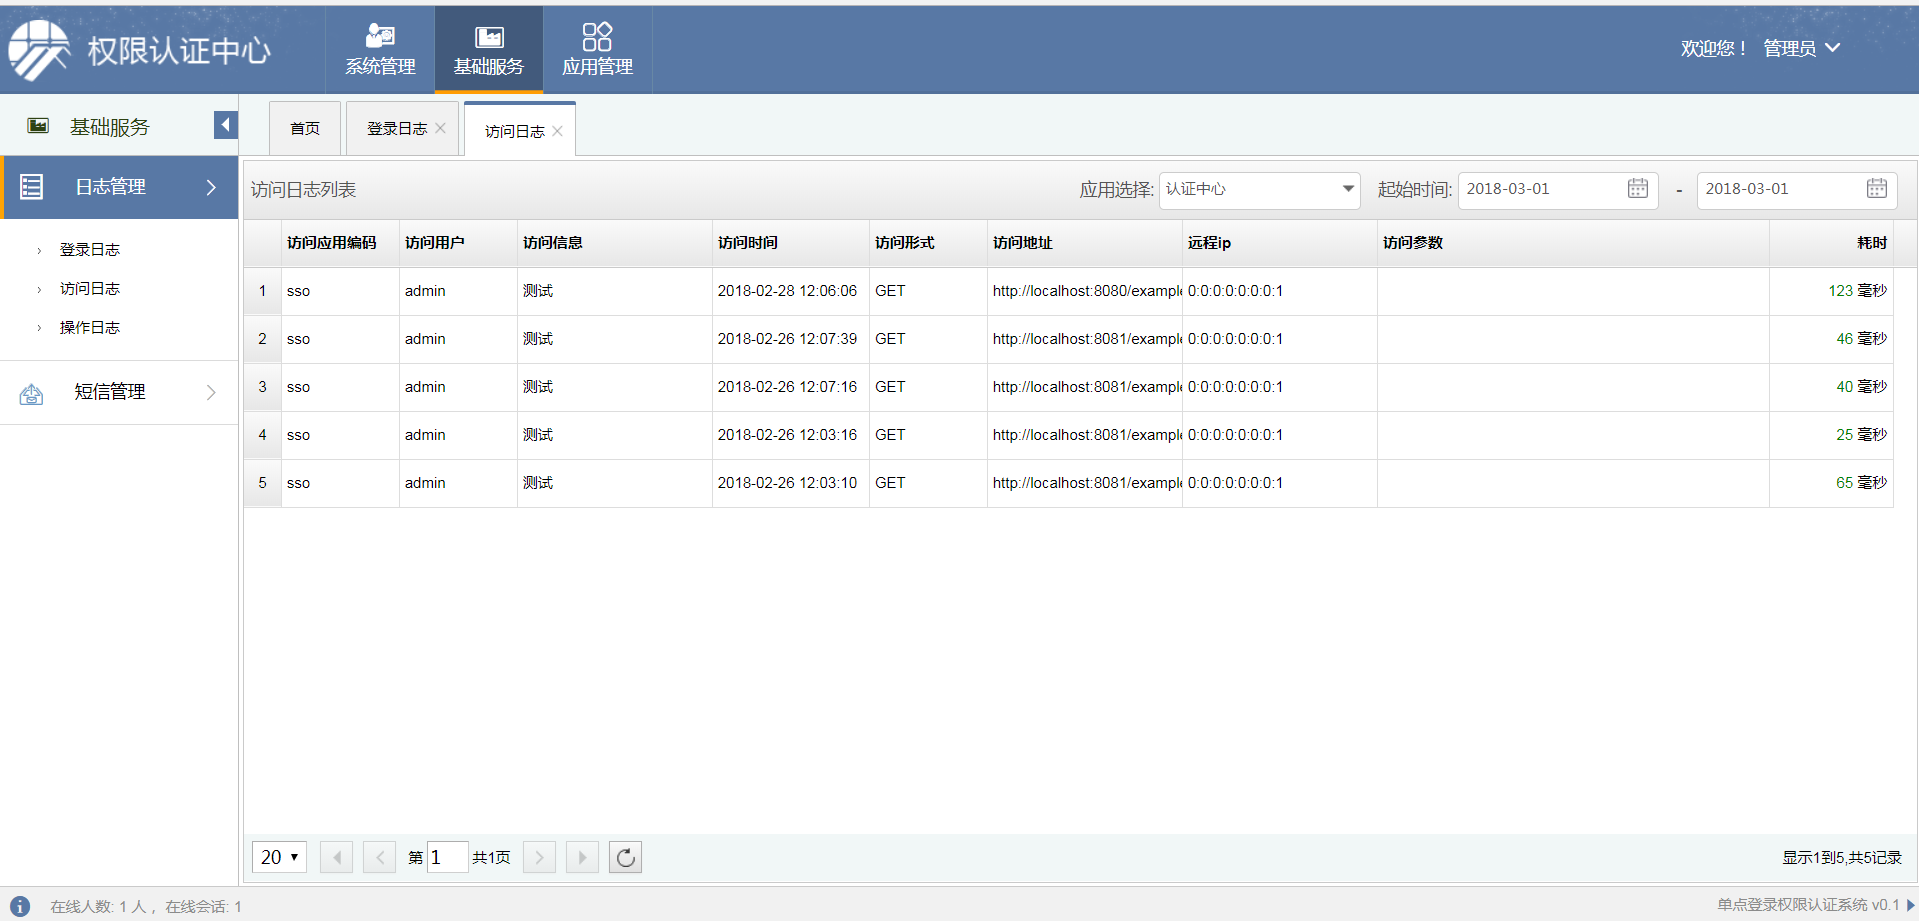 权限认证中心
系统管理
基础服务
应用管理
欢迎您！ 管理员
基础服务
首页
登录日志
访问日志
日志管理
登录日志
访问日志
操作日志
短信管理
访问日志列表 应用选择: 认证中心 起始时间: 2018-03-01 - 2018-03-01
访问应用编码 访问用户 访问信息 访问时间 访问形式 访问地址 远程ip 访问参数 耗时
1 sso admin 测试 2018-02-28 12:06:06 GET http://localhost:8080/example 0:0:0:0:0:0:0:1 123 毫秒
2 sso admin 测试 2018-02-26 12:07:39 GET http://localhost:8081/example 0:0:0:0:0:0:0:1 46 毫秒
3 sso admin 测试 2018-02-26 12:07:16 GET http://localhost:8081/example 0:0:0:0:0:0:0:1 40 毫秒
4 sso admin 测试 2018-02-26 12:03:16 GET http://localhost:8081/example 0:0:0:0:0:0:0:1 25 毫秒
5 sso admin 测试 2018-02-26 12:03:10 GET http://localhost:8081/example 0:0:0:0:0:0:0:1 65 毫秒
20 第 1 共1页 显示1到5,共5记录
在线人数: 1 人， 在线会话: 1 单点登录权限认证系统 v0.1